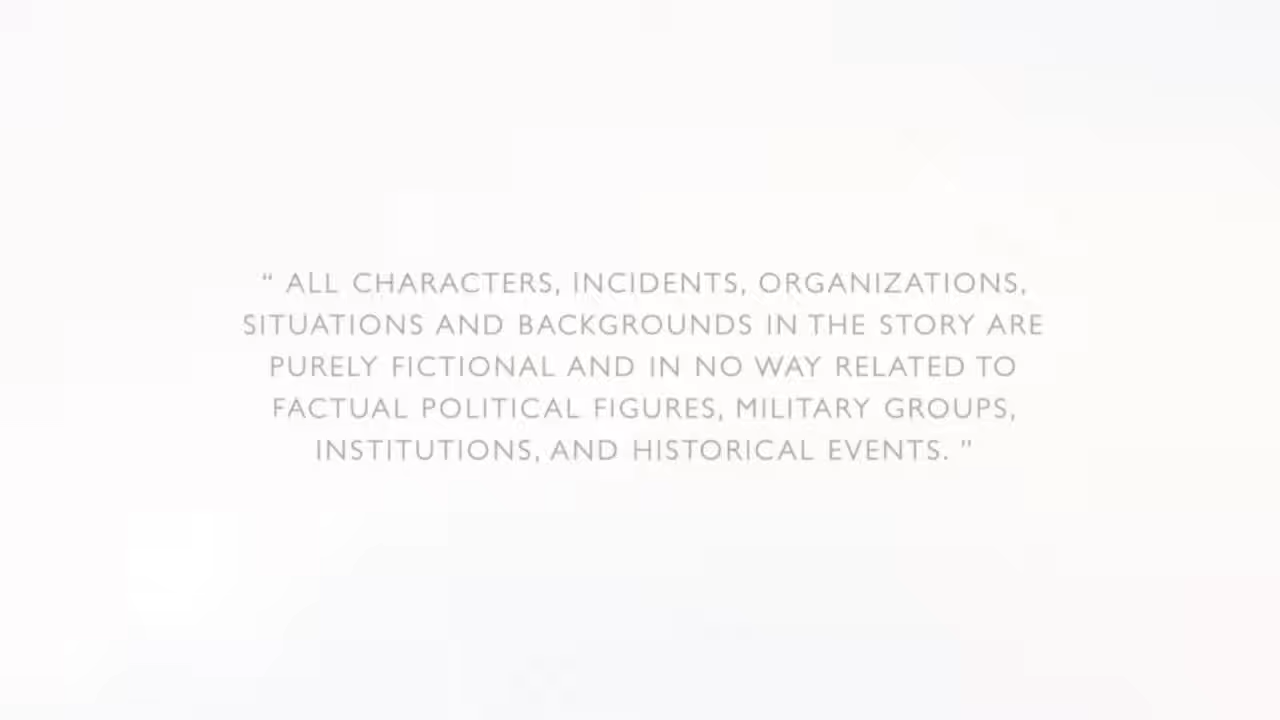 “ ALL CHARACTERS, INCIDENTS, ORGANIZATIONS,
SITUATIONS AND BACKGROUNDS IN THE STORY ARE
PURELY FICTIONAL AND IN NO WAY RELATED TO
FACTUAL POLITICAL FIGURES, MILITARY GROUPS,
INSTITUTIONS, AND HISTORICAL EVENTS. ”